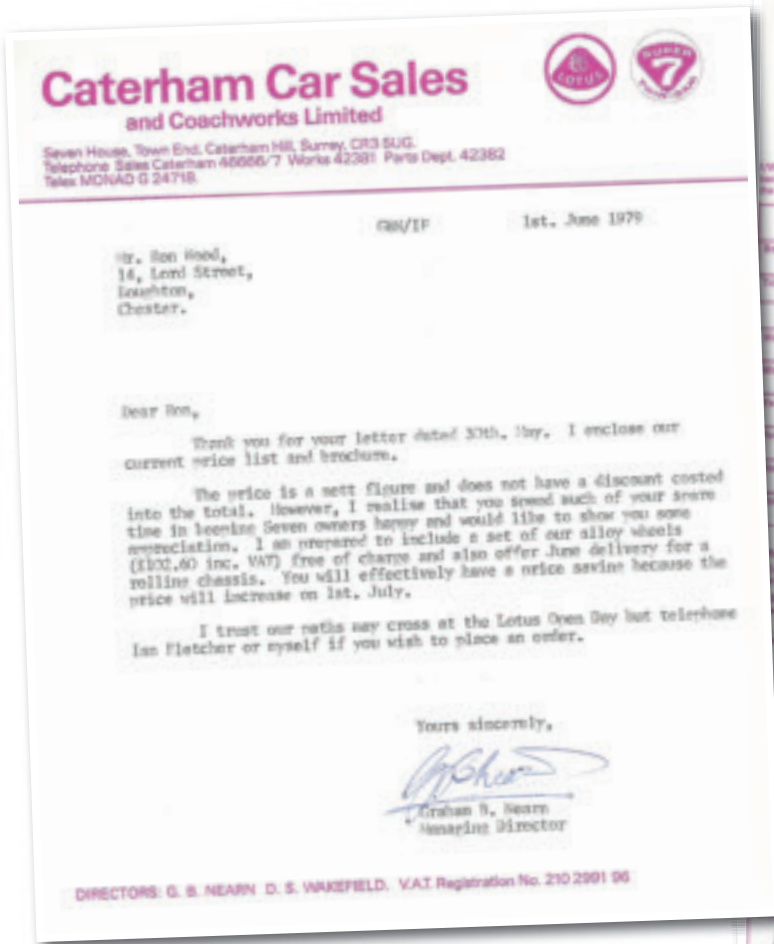 Caterham Car Sales
and Coachworks Limited
LOTUS
SUPER
7
Seven House, Town End, Caterham Hill, Surrey, CR3 5UG.
Telephone Sales Caterham 46666/7 Works 42381 Parts Dept. 42382
Telex MONAD G 24718.
GBN/IF 1st. June 1979
Mr. Ron
Lord Street,
Chester.
Dear Ron,
Thank you for your letter dated 30th. May. I enclose our
current price list and brochure.
The price is a nett figure and does not have a discount costed
into the total. However, I realise that you spend much of your spare
time in keeping Seven owners happy and would like to show you some
appreciation. I am prepared to include a set of our alloy wheels
(£102.60 inc. VAT) free of charge and also offer June delivery for a
rolling chassis. You will effectively have a price saving because the
price will increase on 1st. July.
I trust our paths may cross at the Lotus Open Day but telephone
Ian Fletcher or myself if you wish to place an order.
Yours sincerely,
Graham B. Nearn
Managing Director
DIRECTORS: G. B. NEARN D. S. WAKEFIELD. V.A.T. Registration No. 210 2991 96